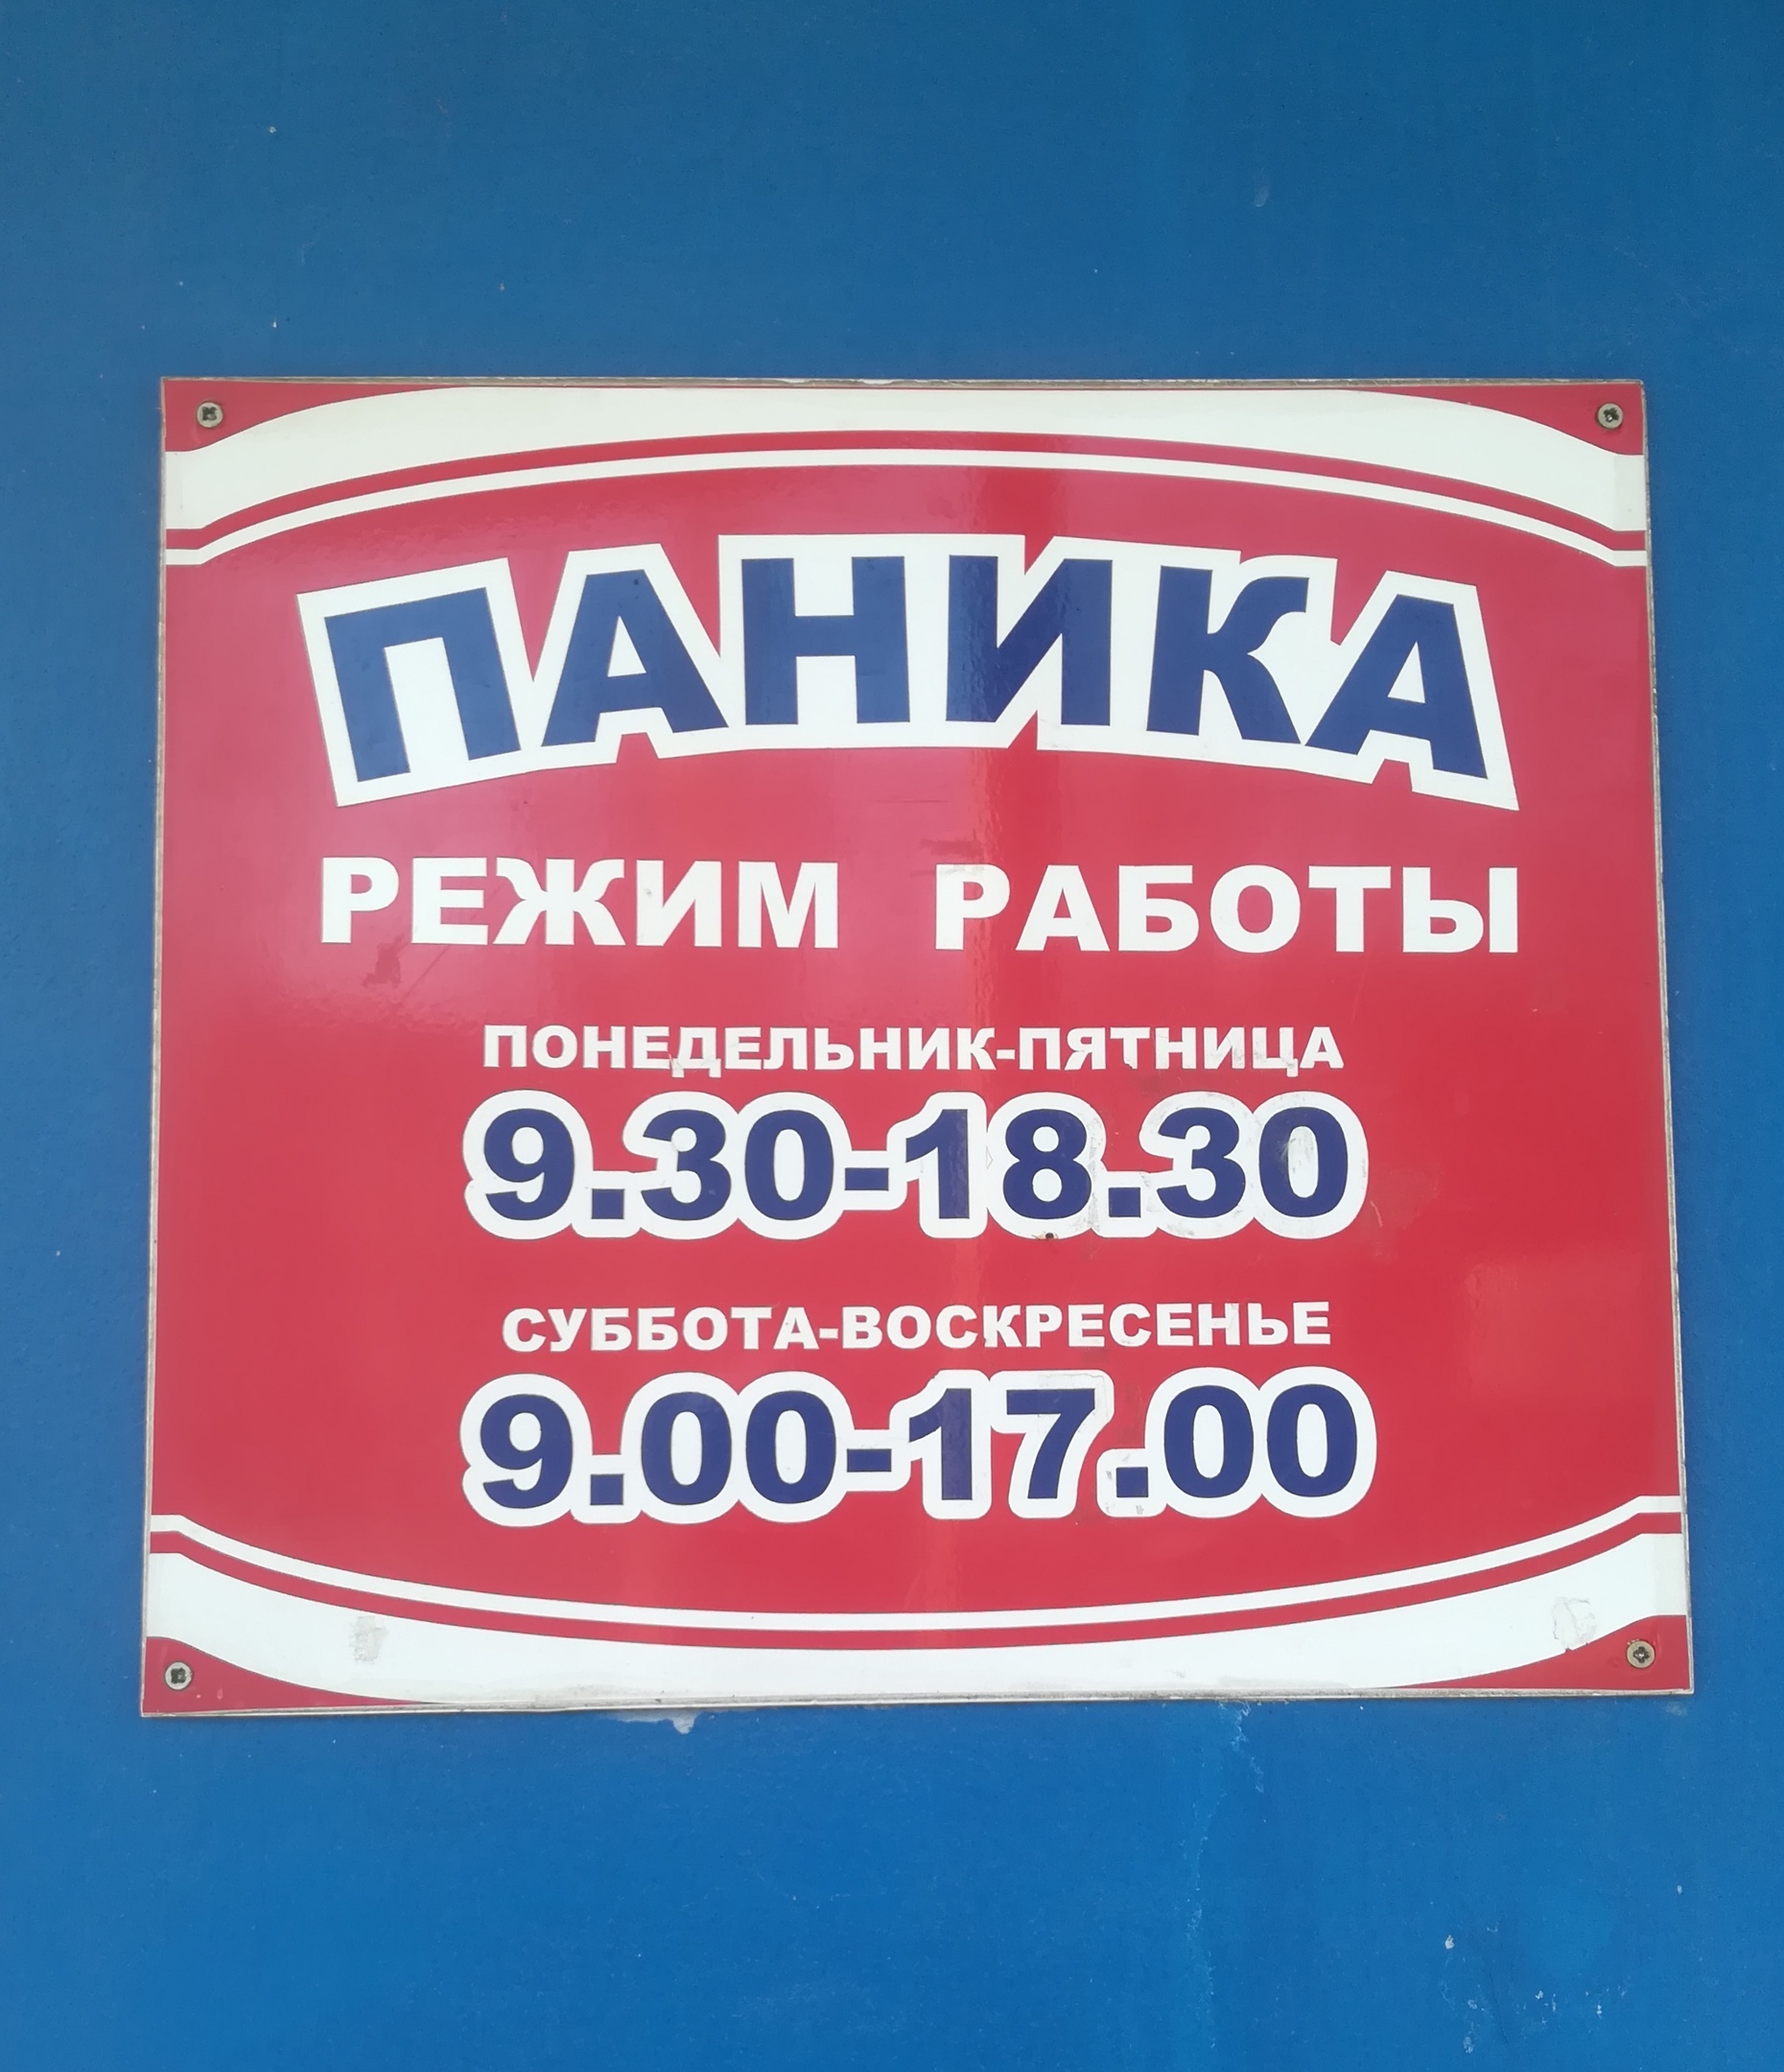 ПАНИКА
РЕЖИМ РАБОТЫ
ПОНЕДЕЛЬНИК-ПЯТНИЦА
9.30-18.30
СУББОТА-ВОСКРЕСЕНЬЕ
9.00-17.00